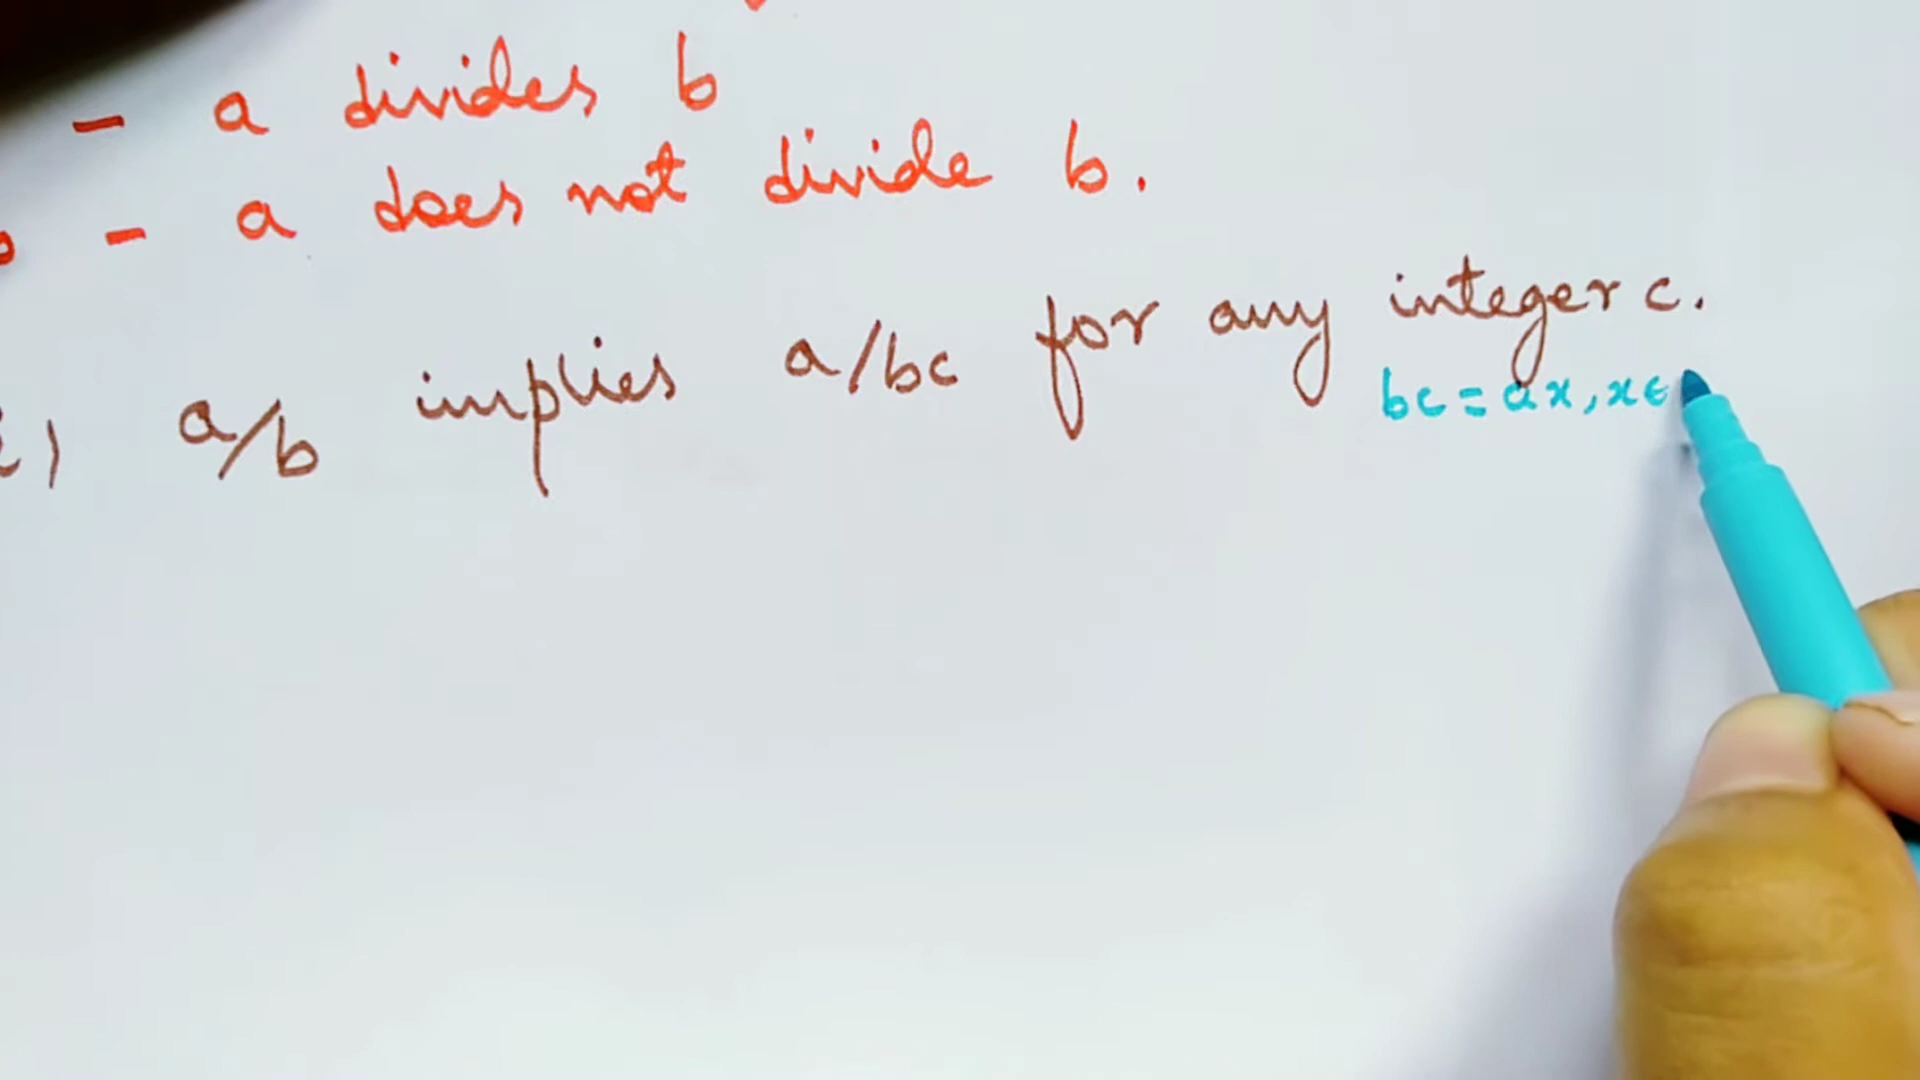 - a divides b
- a does not divide b.
i) a/b implies a/bc for any integer c.
bc = ax, x ∈